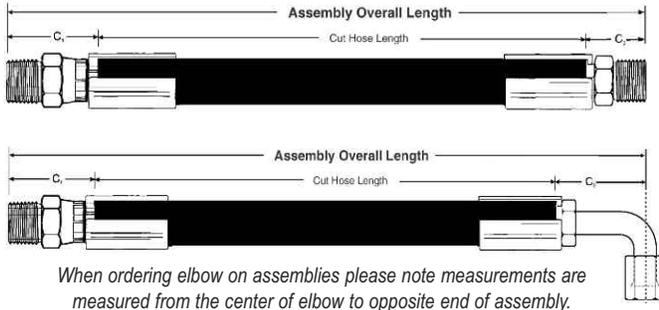 Assembly Overall Length
C₁ Cut Hose Length C₂
Assembly Overall Length
C₁ Cut Hose Length C₂
When ordering elbow on assemblies please note measurements are
measured from the center of elbow to opposite end of assembly.